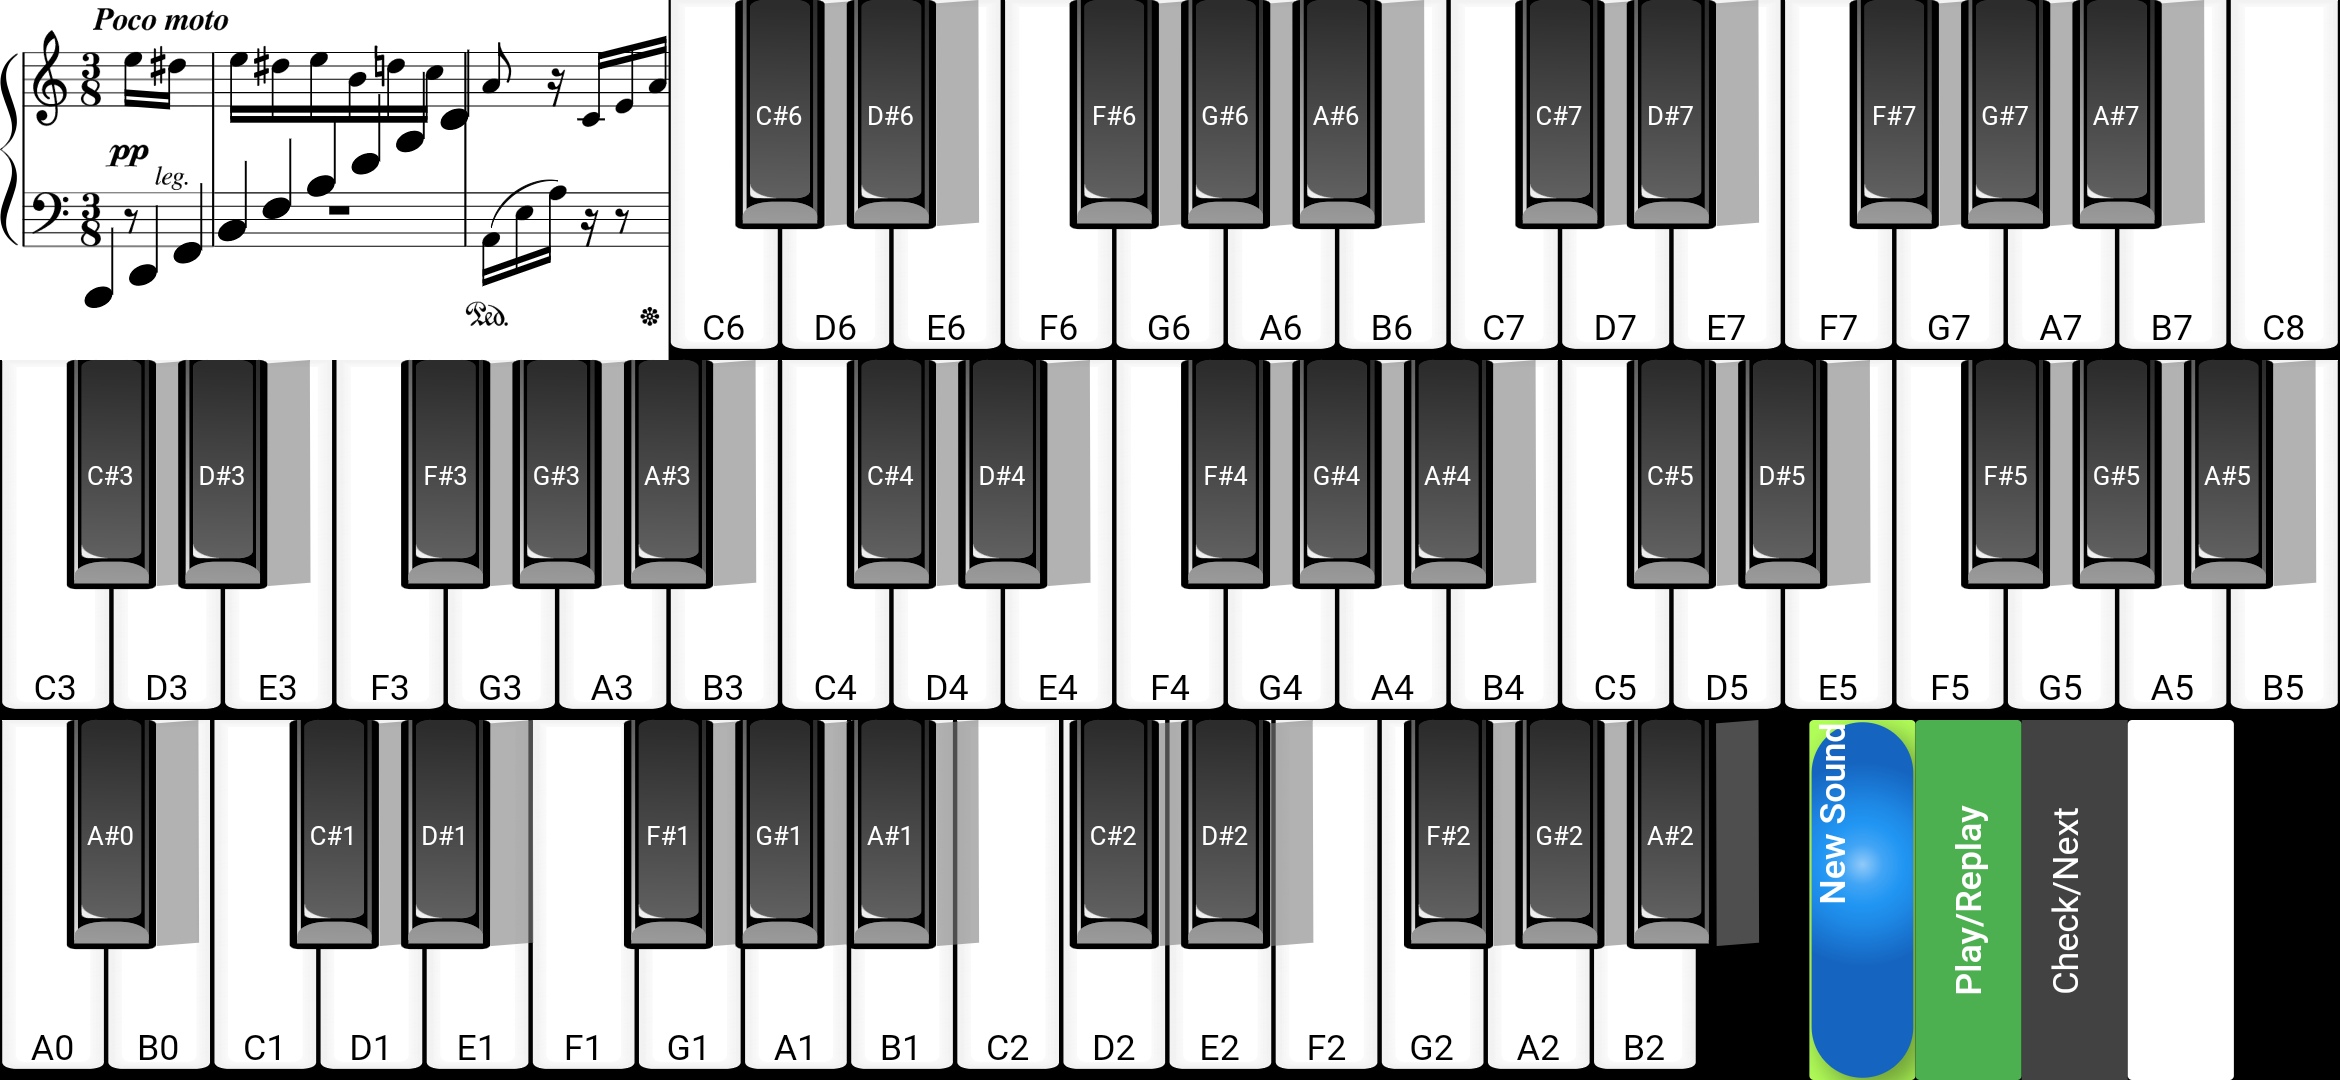 Poco moto
3 8
pp
leg.
3 8
Ped.
C#6 D#6 F#6 G#6 A#6 C#7 D#7 F#7 G#7 A#7
C6 D6 E6 F6 G6 A6 B6 C7 D7 E7 F7 G7 A7 B7 C8
C#3 D#3 F#3 G#3 A#3 C#4 D#4 F#4 G#4 A#4 C#5 D#5 F#5 G#5 A#5
C3 D3 E3 F3 G3 A3 B3 C4 D4 E4 F4 G4 A4 B4 C5 D5 E5 F5 G5 A5 B5
A#0 C#1 D#1 F#1 G#1 A#1 C#2 D#2 F#2 G#2 A#2
A0 B0 C1 D1 E1 F1 G1 A1 B1 C2 D2 E2 F2 G2 A2 B2
New Sound
Play/Replay
Check/Next